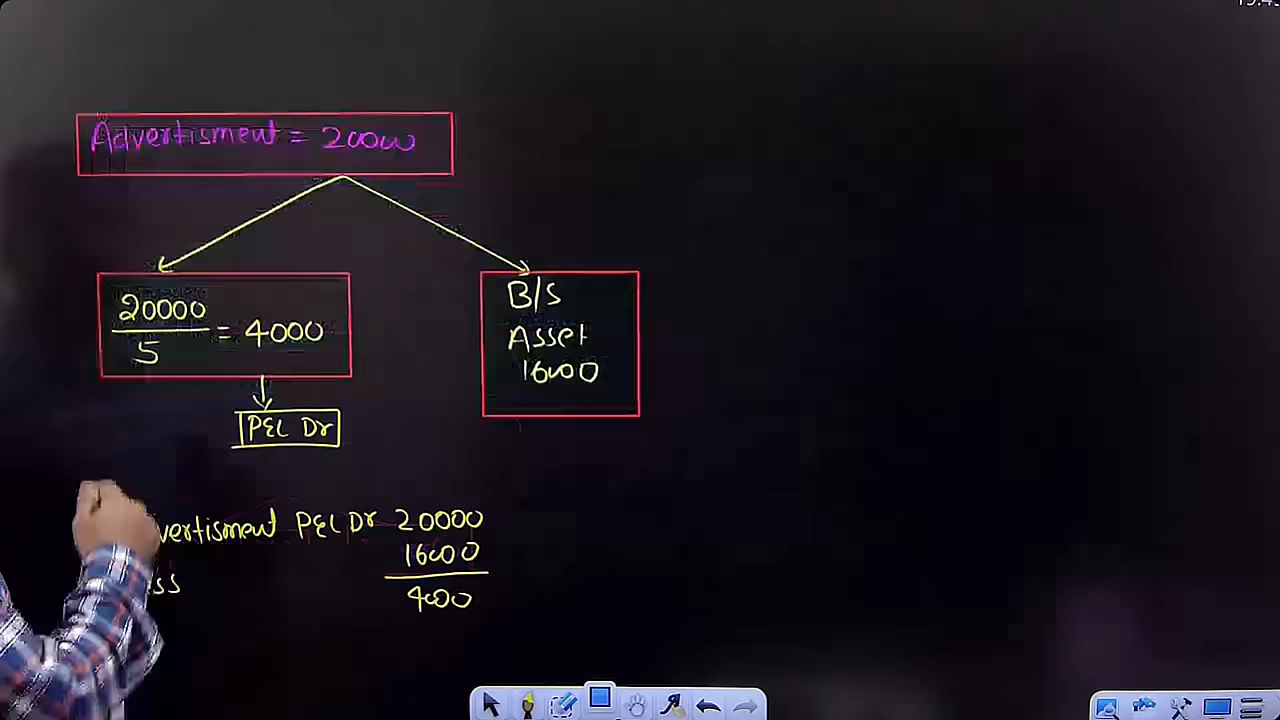 Advertisment = 20000
20000
5
= 4000
B/S
Asset
16000
P&L Dr
vertisment P&L Dr 20000
16000
ss
4000